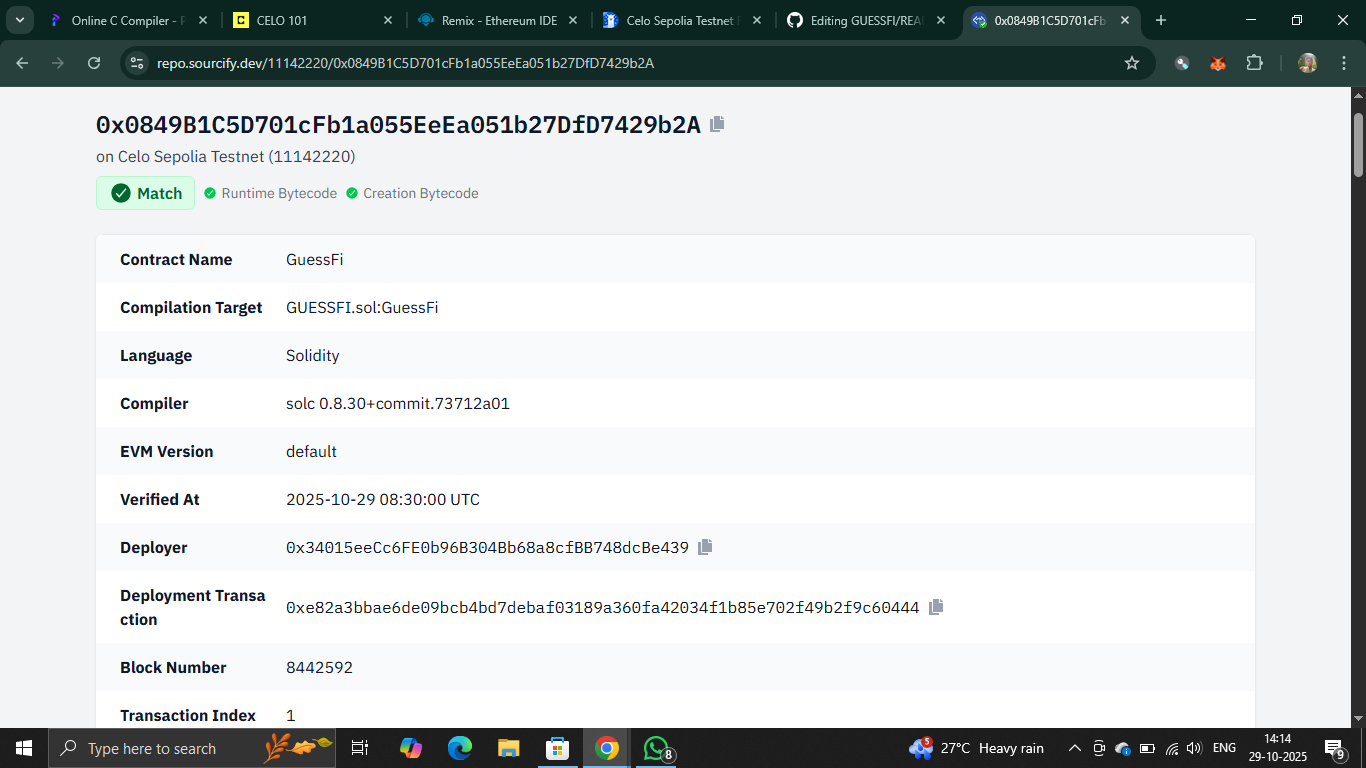 Online C Compiler - P
CELO 101
Remix - Ethereum IDE
Celo Sepolia Testnet
Editing GUESSFI/REA
0x0849B1C5D701cFb
repo.sourcify.dev/11142220/0x0849B1C5D701cFb1a055EeEa051b27DfD7429b2A
0x0849B1C5D701cFb1a055EeEa051b27DfD7429b2A
on Celo Sepolia Testnet (11142220)
Match Runtime Bytecode Creation Bytecode
Contract Name GuessFi
Compilation Target GUESSFI.sol:GuessFi
Language Solidity
Compiler solc 0.8.30+commit.73712a01
EVM Version default
Verified At 2025-10-29 08:30:00 UTC
Deployer 0x34015eeCc6FE0b96B304Bb68a8cfBB748dcBe439
Deployment Transa
ction
0xe82a3bbae6de09bcb4bd7debaf03189a360fa42034f1b85e702f49b2f9c60444
Block Number 8442592
Transaction Index 1
Type here to search
8
5
27°C Heavy rain
ENG
14:14
29-10-2025
9